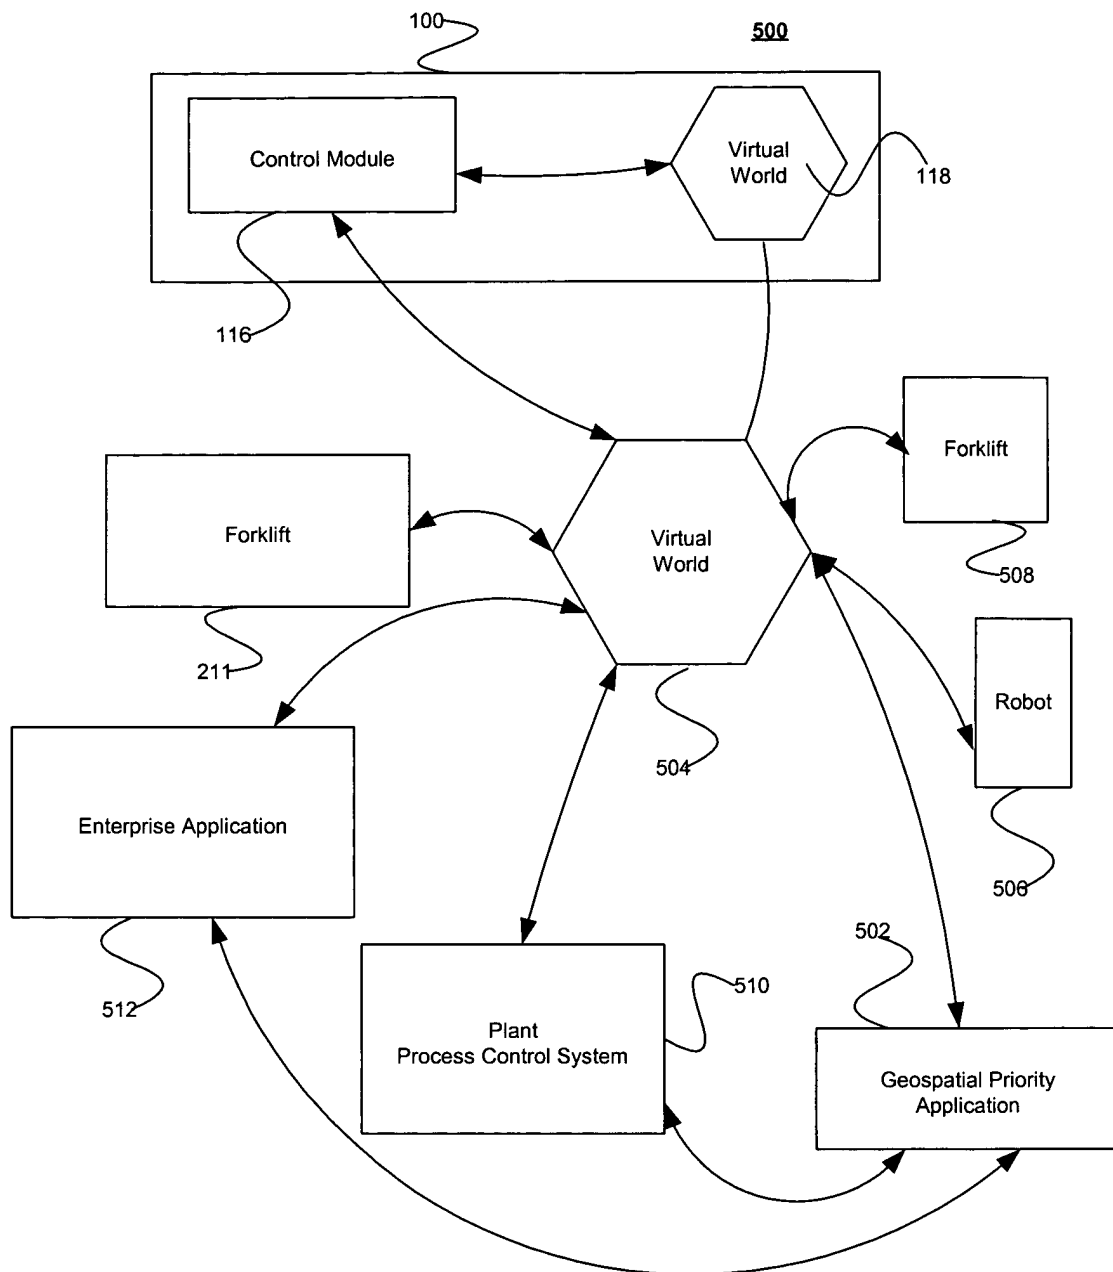 100
500
Control Module
Virtual
World
118
116
Forklift
Forklift
Virtual
World
508
211
Robot
504
Enterprise Application
506
502
512
510
Plant
Process Control System
Geospatial Priority
Application